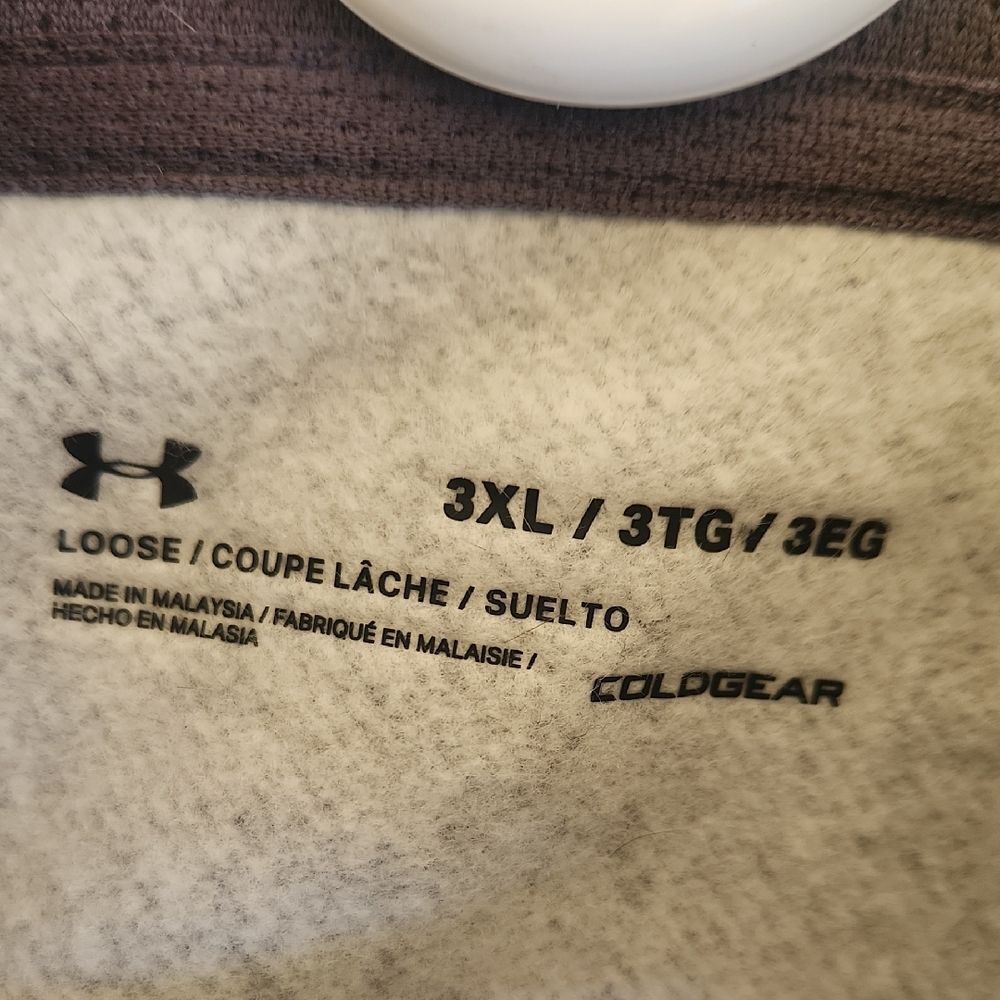 3XL / 3TG / 3EG
LOOSE / COUPE LÂCHE / SUELTO
MADE IN MALAYSIA / FABRIQUÉ EN MALAISIE /
HECHO EN MALASIA
COLDGEAR